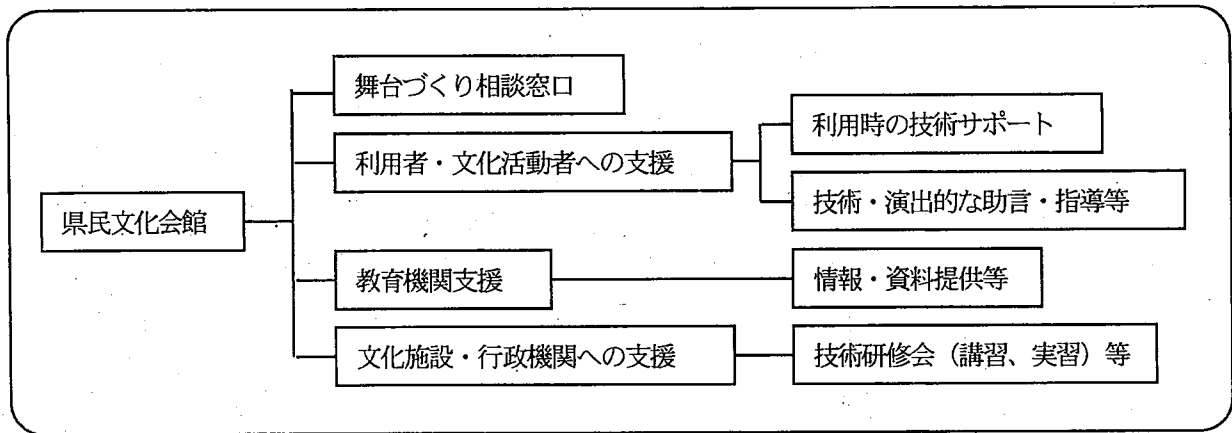 県民文化会館
舞台づくり相談窓口
利用者・文化活動者への支援
利用時の技術サポート
技術・演出的な助言・指導等
教育機関支援
情報・資料提供等
文化施設・行政機関への支援
技術研修会（講習、実習）等